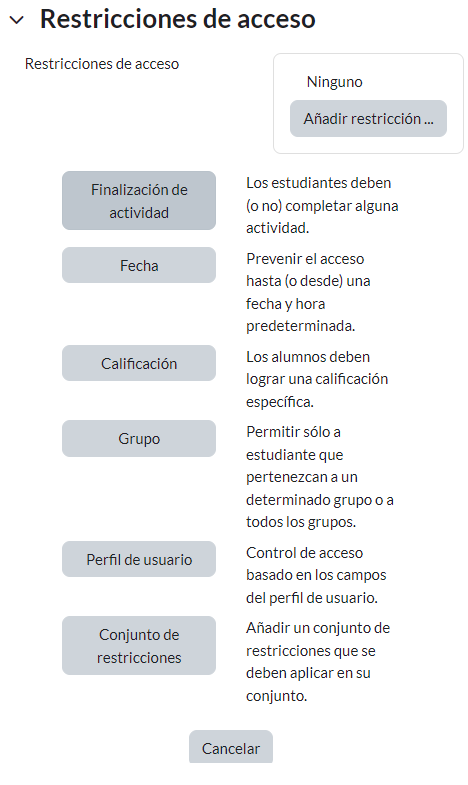 Restricciones de acceso
Restricciones de acceso
Ninguno
Añadir restricción ...
Finalización de
actividad
Los estudiantes deben
(o no) completar alguna
actividad.
Fecha
Prevenir el acceso
hasta (o desde) una
fecha y hora
predeterminada.
Calificación
Los alumnos deben
lograr una calificación
específica.
Grupo
Permitir sólo a
estudiante que
pertenezcan a un
determinado grupo o a
todos los grupos.
Perfil de usuario
Control de acceso
basado en los campos
del perfil de usuario.
Conjunto de
restricciones
Añadir un conjunto de
restricciones que se
deben aplicar en su
conjunto.
Cancelar